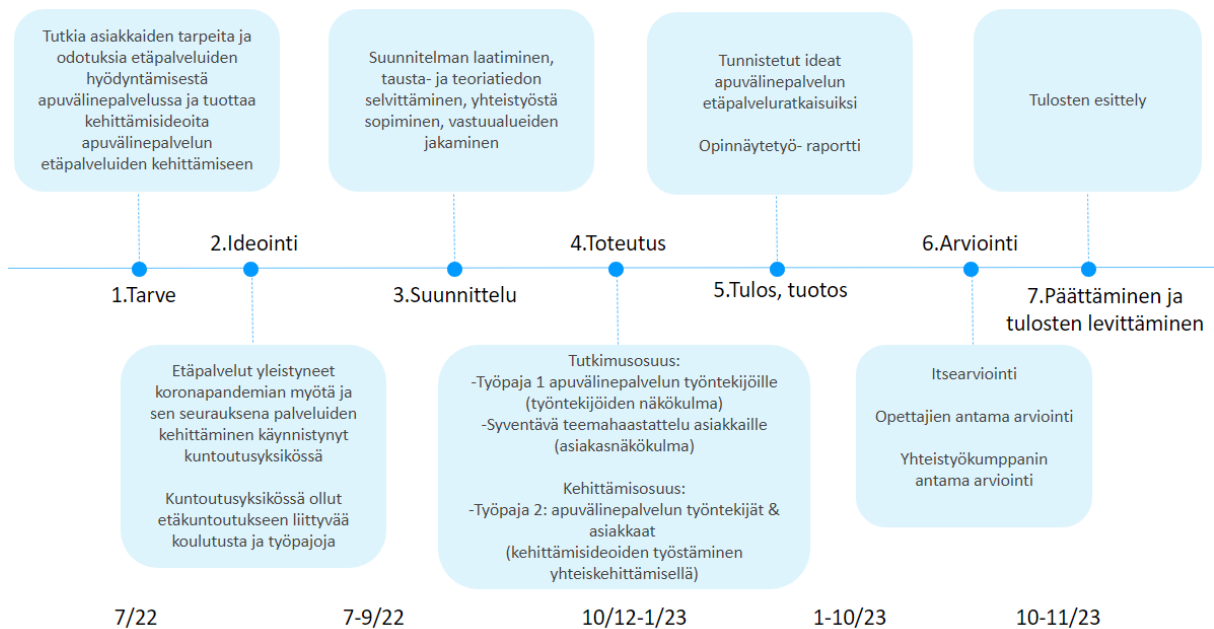 Tutkia asiakkaiden tarpeita ja
odotuksia etäpalveluiden
hyödyntämisestä
apuvälinepalvelussa ja tuottaa
kehittämisideoita
apuvälinepalvelun
etäpalveluiden kehittämiseen
Suunnitelman laatiminen,
tausta- ja teoriatiedon
selvittäminen, yhteistyöstä
sopiminen, vastuualueiden
jakaminen
Tunnistetut ideat
apuvälinepalvelun
etäpalveluratkaisuiksi
Opinnäytetyö- raportti
Tulosten esittely
2.Ideointi
4.Toteutus
6.Arviointi
1.Tarve
3.Suunnittelu
5.Tulos, tuotos
7.Päättäminen ja
tulosten levittäminen
Etäpalvelut yleistyneet
koronapandemian myötä ja
sen seurauksena palveluiden
kehittäminen käynnistynyt
kuntoutusyksikössä
Kuntoutusyksikössä ollut
etäkuntoutukseen liittyvää
koulutusta ja työpajoja
Tutkimusosuus:
-Työpaja 1 apuvälinepalvelun työntekijöille
(työntekijöiden näkökulma)
-Syventävä teemahaastattelu asiakkaille
(asiakasnäkökulma)
Kehittämisosuus:
-Työpaja 2: apuvälinepalvelun työntekijät &
asiakkaat
(kehittämisideoiden työstäminen
yhteiskehittämisellä)
Itsearviointi
Opettajien antama arviointi
Yhteistyökumppanin
antama arviointi
7/22
7-9/22
10/12-1/23
1-10/23
10-11/23